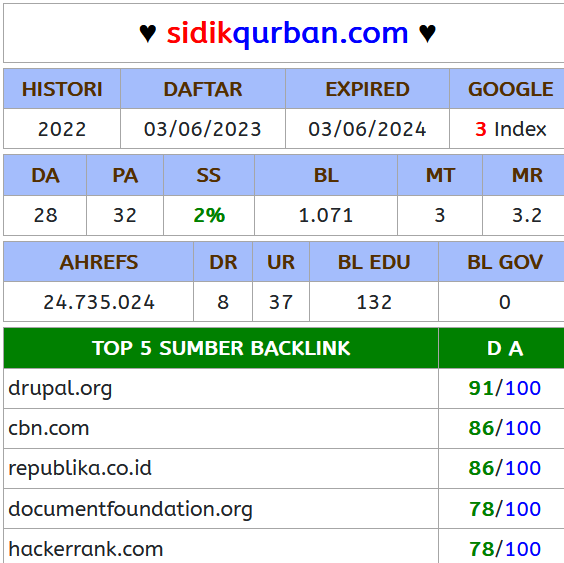 ♥ sidikqurban.com ♥
HISTORI DAFTAR EXPIRED GOOGLE
2022 03/06/2023 03/06/2024 3 Index
DA PA SS BL MT MR
28 32 2% 1.071 3 3.2
AHREFS DR UR BL EDU BL GOV
24.735.024 8 37 132 0
TOP 5 SUMBER BACKLINK D A
drupal.org 91/100
cbn.com 86/100
republika.co.id 86/100
documentfoundation.org 78/100
hackerrank.com 78/100